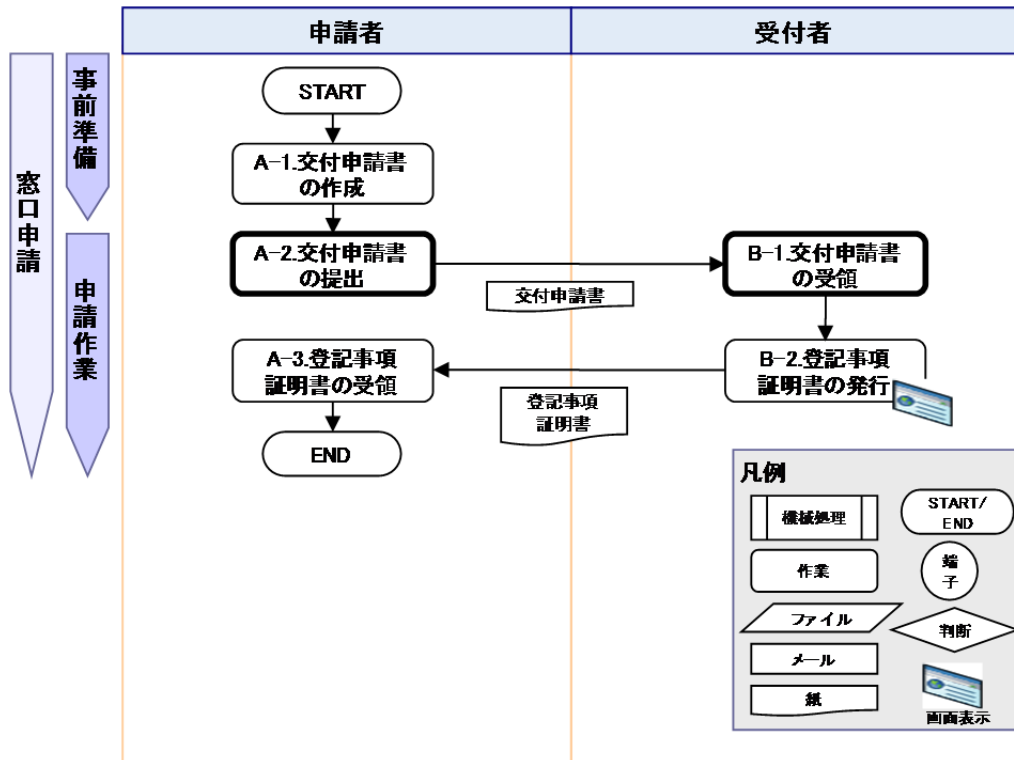 申請者
受付者
窓口申請
事前準備
申請作業
START
A-1.交付申請書
の作成
A-2.交付申請書
の提出
B-1.交付申請書
の受領
交付申請書
A-3.登記事項
証明書の受領
B-2.登記事項
証明書の発行
登記事項
証明書
END
凡例
機械処理
START/
END
作業
端
子
ファイル
判断
メール
紙
画面表示